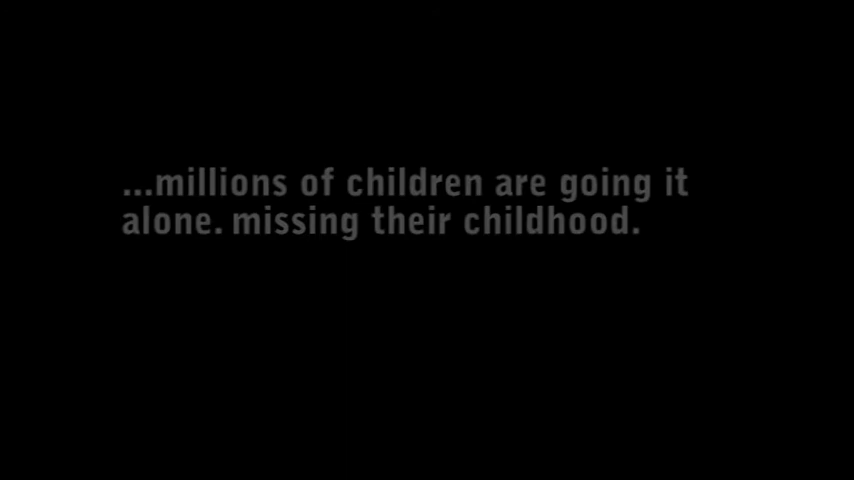 ...millions of children are going it
alone. missing their childhood.